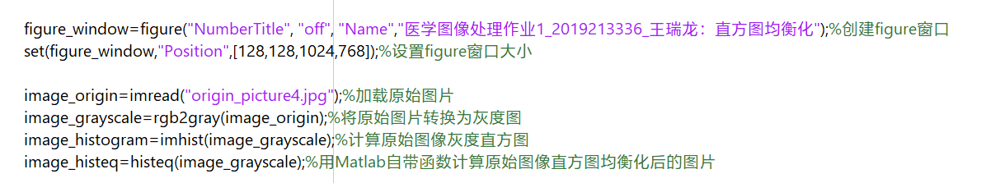 figure_window=figure("NumberTitle", "off", "Name","医学图像处理作业1_2019213336_王瑞龙：直方图均衡化");%创建figure窗口
set(figure_window,"Position",[128,128,1024,768]);%设置figure窗口大小
image_origin=imread("origin_picture4.jpg");%加载原始图片
image_grayscale=rgb2gray(image_origin);%将原始图片转换为灰度图
image_histogram=imhist(image_grayscale);%计算原始图像灰度直方图
image_histeq=histeq(image_grayscale);%用Matlab自带函数计算原始图像直方图均衡化后的图片